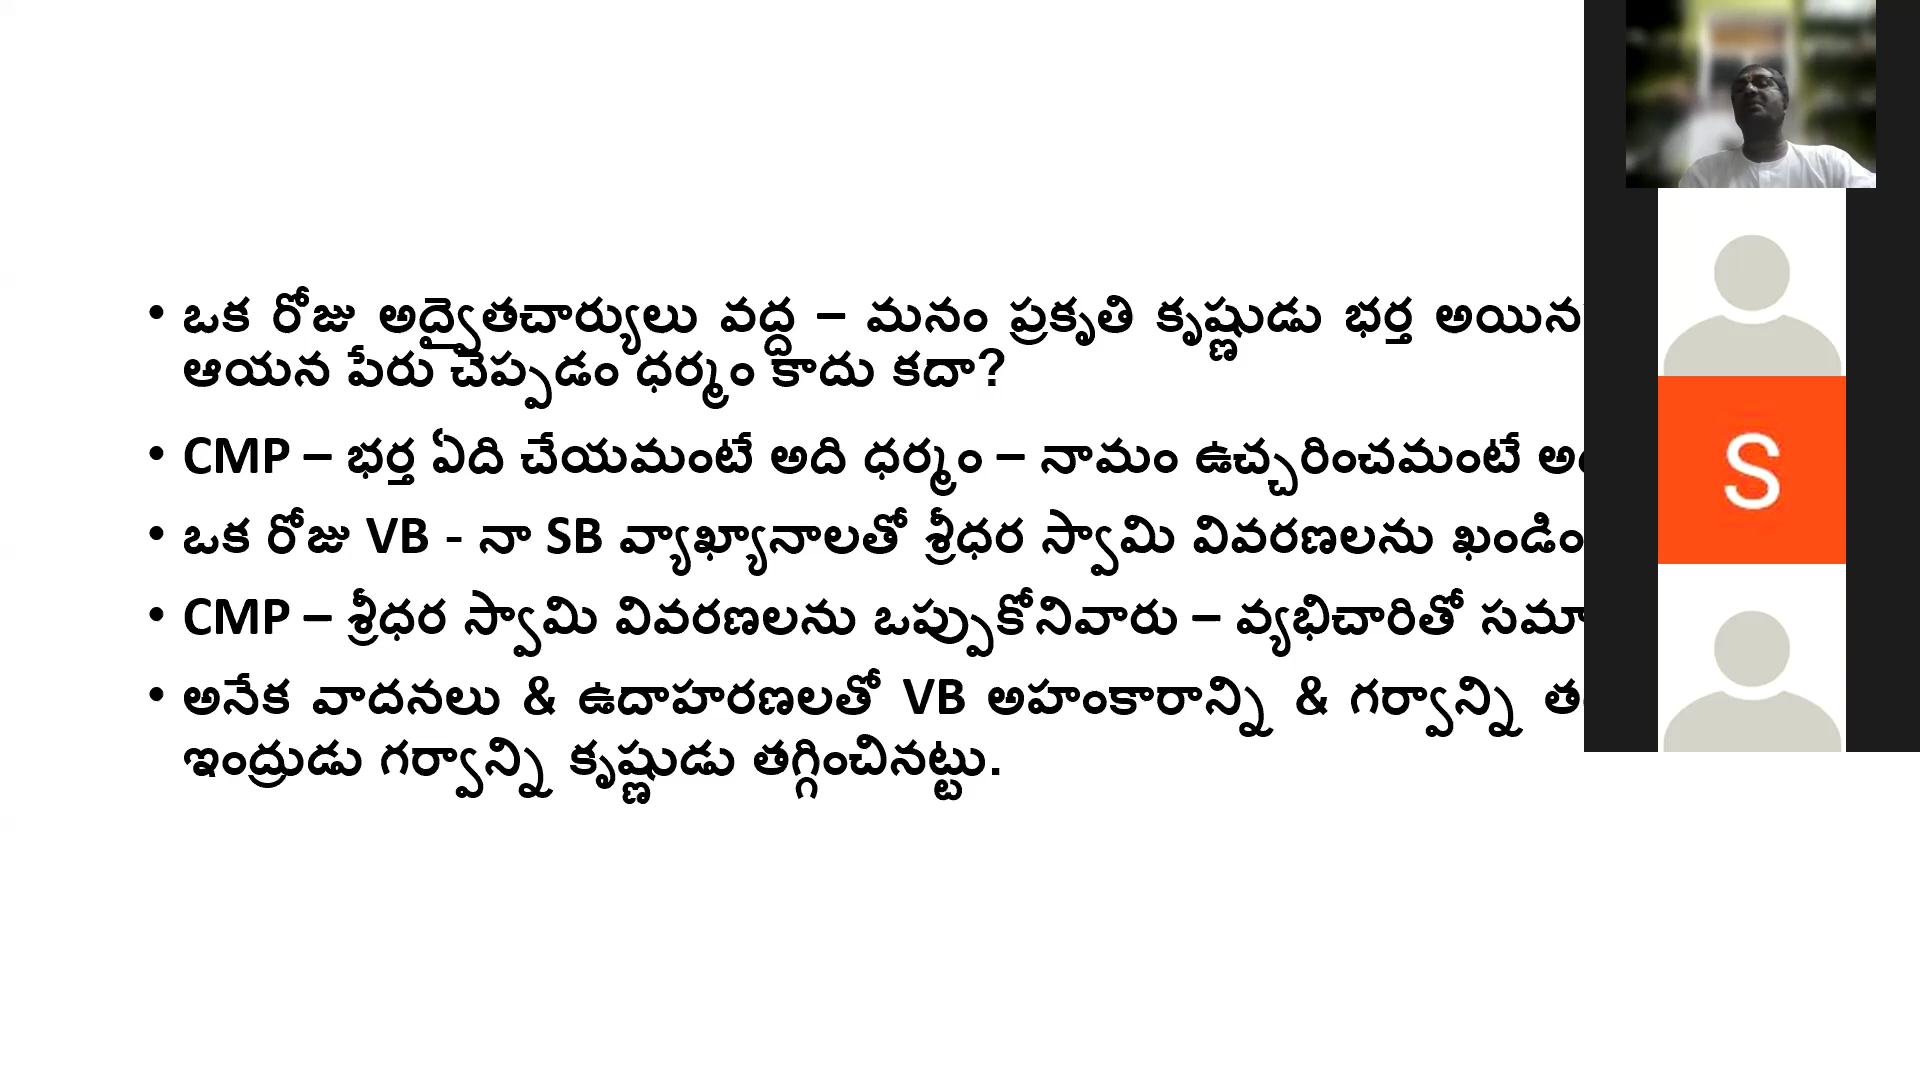 • ఒక రోజు అద్వైతచార్యులు వద్ద – మనం ప్రకృతి కృష్ణుడు భర్త అయిన
ఆయన పేరు చెప్పడం ధర్మం కాదు కదా?
• CMP – భర్త ఏది చేయమంటే అది ధర్మం – నామం ఉచ్చరించమంటే
• ఒక రోజు VB - నా SB వ్యాఖ్యానాలతో శ్రీధర స్వామి వివరణలను
• CMP – శ్రీధర స్వామి వివరణలను ఒప్పుకోనివారు – వ్యభిచారితో
• అనేక వాదనలు & ఉదాహరణలతో VB అహంకారాన్ని & గర్వాన్ని
ఇంద్రుడు గర్వాన్ని కృష్ణుడు తగ్గించినట్టు.
S